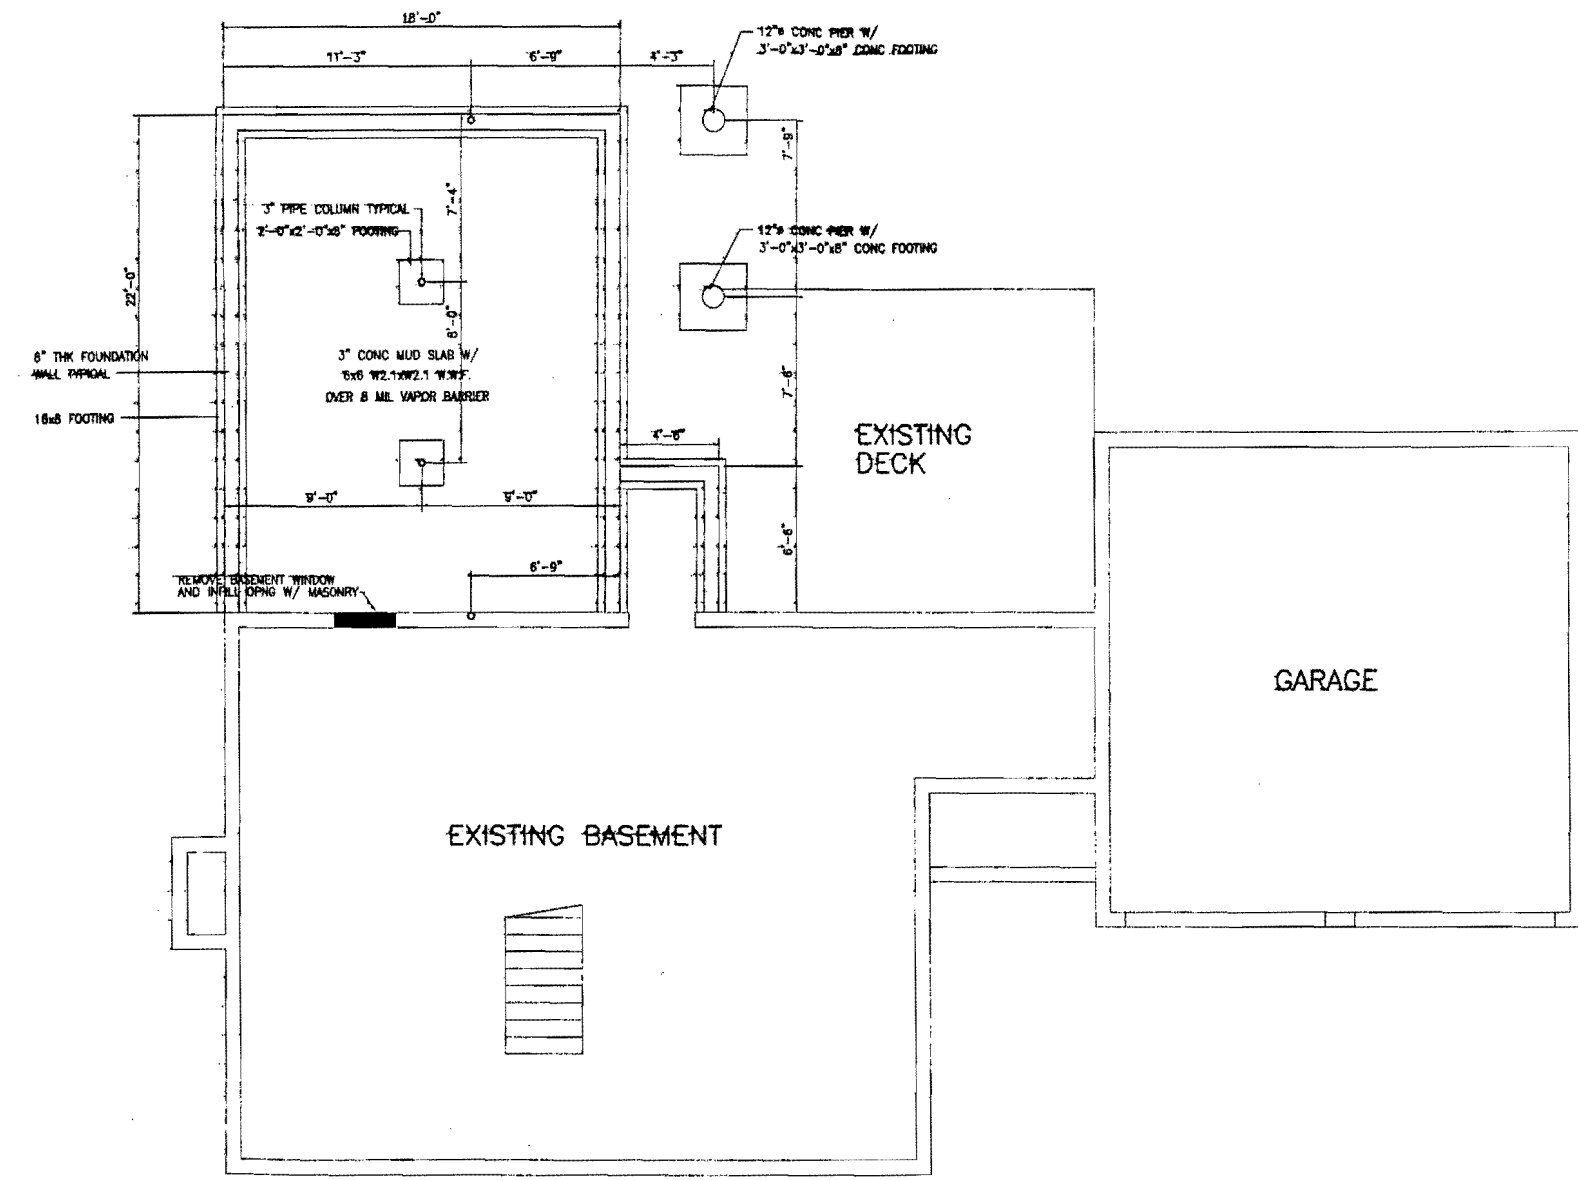 18'-0"
11'-3"
6'-9"
4'-3"
12"ø CONC PIER W/
3'-0"x3'-0"x8" CONC FOOTING
7'-9"
3" PIPE COLUMN TYPICAL
2'-0"x2'-0"x8" FOOTING
7'-4"
12"ø CONC PIER W/
3'-0"x3'-0"x8" CONC FOOTING
22'-0"
8'-0"
8" THK FOUNDATION
WALL TYPICAL
3" CONC MUD SLAB W/
6x6 W2.1xW2.1 W.W.F.
OVER 8 MIL VAPOR BARRIER
7'-6"
16x8 FOOTING
4'-6"
EXISTING
DECK
9'-0"
9'-0"
6'-6"
6'-9"
REMOVE BASEMENT WINDOW
AND INFILL OPNG W/ MASONRY
GARAGE
EXISTING BASEMENT